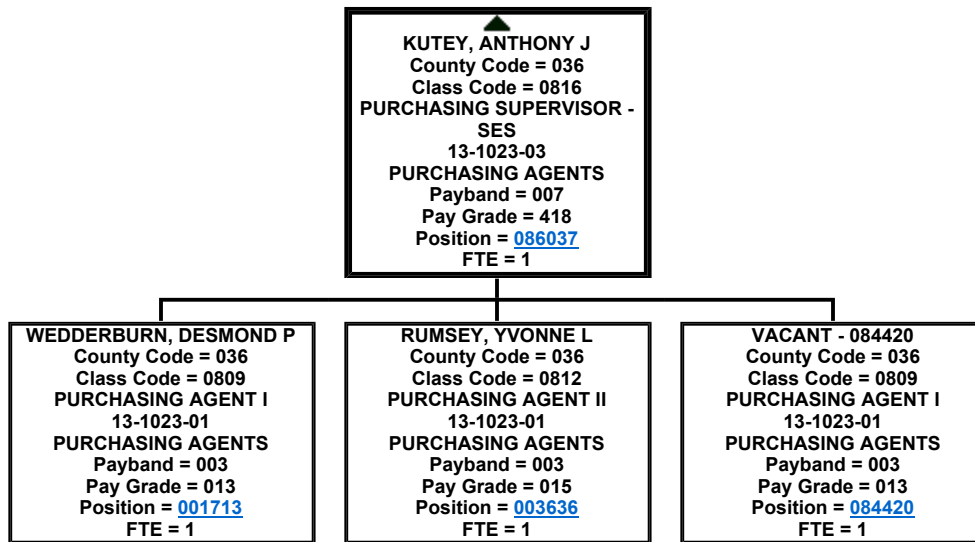 KUTEY, ANTHONY J
County Code = 036
Class Code = 0816
PURCHASING SUPERVISOR -
SES
13-1023-03
PURCHASING AGENTS
Payband = 007
Pay Grade = 418
Position = 086037
FTE = 1
WEDDERBURN, DESMOND P
County Code = 036
Class Code = 0809
PURCHASING AGENT I
13-1023-01
PURCHASING AGENTS
Payband = 003
Pay Grade = 013
Position = 001713
FTE = 1
RUMSEY, YVONNE L
County Code = 036
Class Code = 0812
PURCHASING AGENT II
13-1023-01
PURCHASING AGENTS
Payband = 003
Pay Grade = 015
Position = 003636
FTE = 1
VACANT - 084420
County Code = 036
Class Code = 0809
PURCHASING AGENT I
13-1023-01
PURCHASING AGENTS
Payband = 003
Pay Grade = 013
Position = 084420
FTE = 1